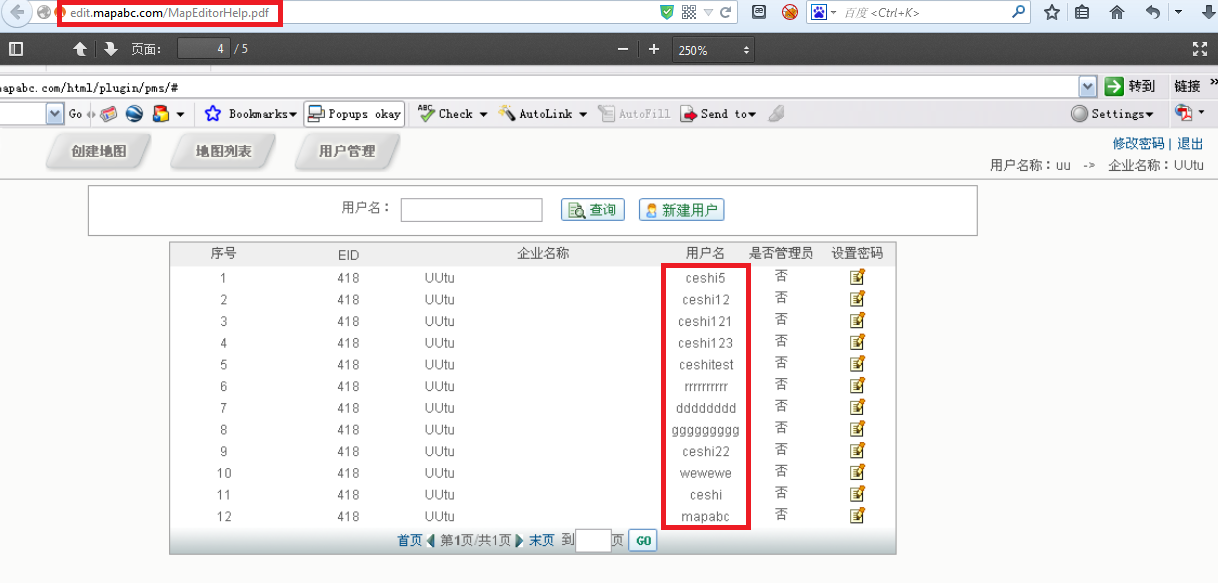 edit.mapabc.com/MapEditorHelp.pdf 百度 <Ctrl+K>
页面: 4 / 5 250%
apabc.com/html/plugin/pms/# 转到 链接 »
Go Bookmarks Popups okay ABC Check AutoLink AutoFill Send to Settings
创建地图 地图列表 用户管理 修改密码 | 退出
用户名称：uu -> 企业名称：UUtu
用户名： 查询 新建用户
序号 EID 企业名称 用户名 是否管理员 设置密码
1 418 UUtu ceshi5 否
2 418 UUtu ceshi12 否
3 418 UUtu ceshi121 否
4 418 UUtu ceshi123 否
5 418 UUtu ceshitest 否
6 418 UUtu rrrrrrrrrr 否
7 418 UUtu dddddddd 否
8 418 UUtu ggggggggg 否
9 418 UUtu ceshi22 否
10 418 UUtu wewewe 否
11 418 UUtu ceshi 否
12 418 UUtu mapabc 否
首页 第1页/共1页 末页 到 页 GO